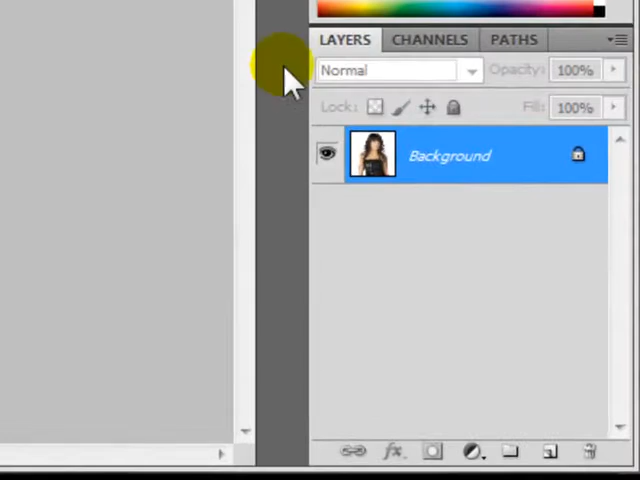 LAYERS CHANNELS PATHS
Normal Opacity: 100%
Lock: Fill: 100%
Background